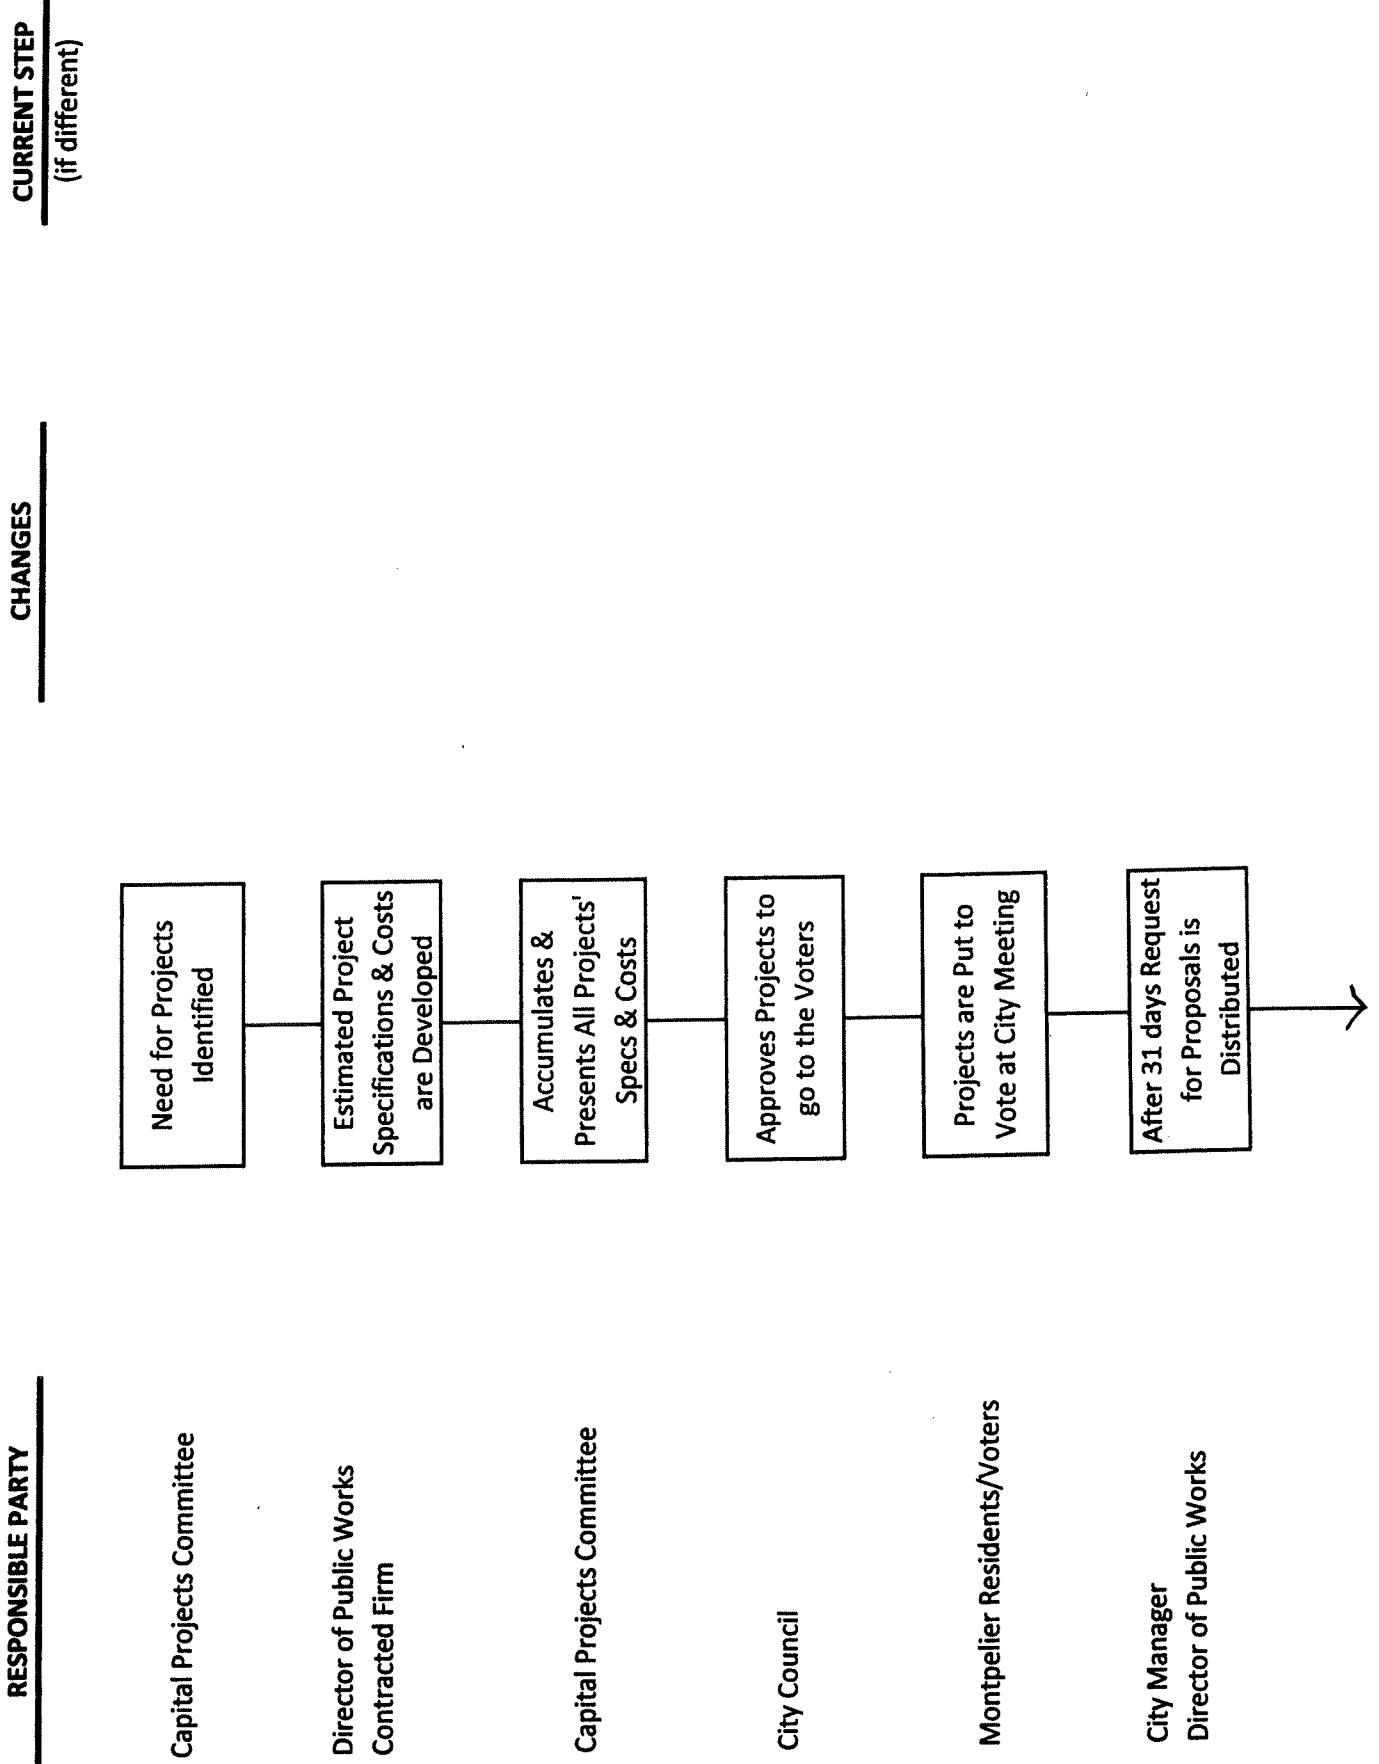 RESPONSIBLE PARTY
CHANGES
CURRENT STEP
(if different)
Capital Projects Committee
Need for Projects
Identified
Director of Public Works
Contracted Firm
Estimated Project
Specifications & Costs
are Developed
Capital Projects Committee
Accumulates &
Presents All Projects'
Specs & Costs
City Council
Approves Projects to
go to the Voters
Montpelier Residents/Voters
Projects are Put to
Vote at City Meeting
City Manager
Director of Public Works
After 31 days Request
for Proposals is
Distributed